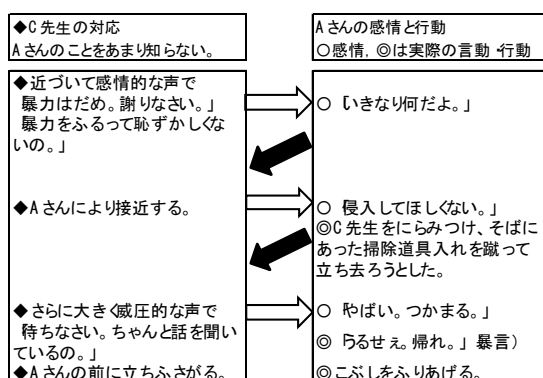 ◆C先生の対応
Aさんのことをあまり知らない。
Aさんの感情と行動
○感情，◎は実際の言動・行動
◆近づいて感情的な声で
暴力はだめ。謝りなさい。」
暴力をふるって恥ずかしくな
いの。」
○「いきなり何だよ。」
◆Aさんにより接近する。
○「侵入してほしくない。」
◎C先生をにらみつけ、そばに
あった掃除道具入れを蹴って
立ち去ろうとした。
◆さらに大きく威圧的な声で
「待ちなさい。ちゃんと話を聞い
ているの。」
◆Aさんの前に立ちふさがる。
○「やばい。つかまる。」
◎「うるせぇ。帰れ。」暴言）
◎こぶしをふりあげる。